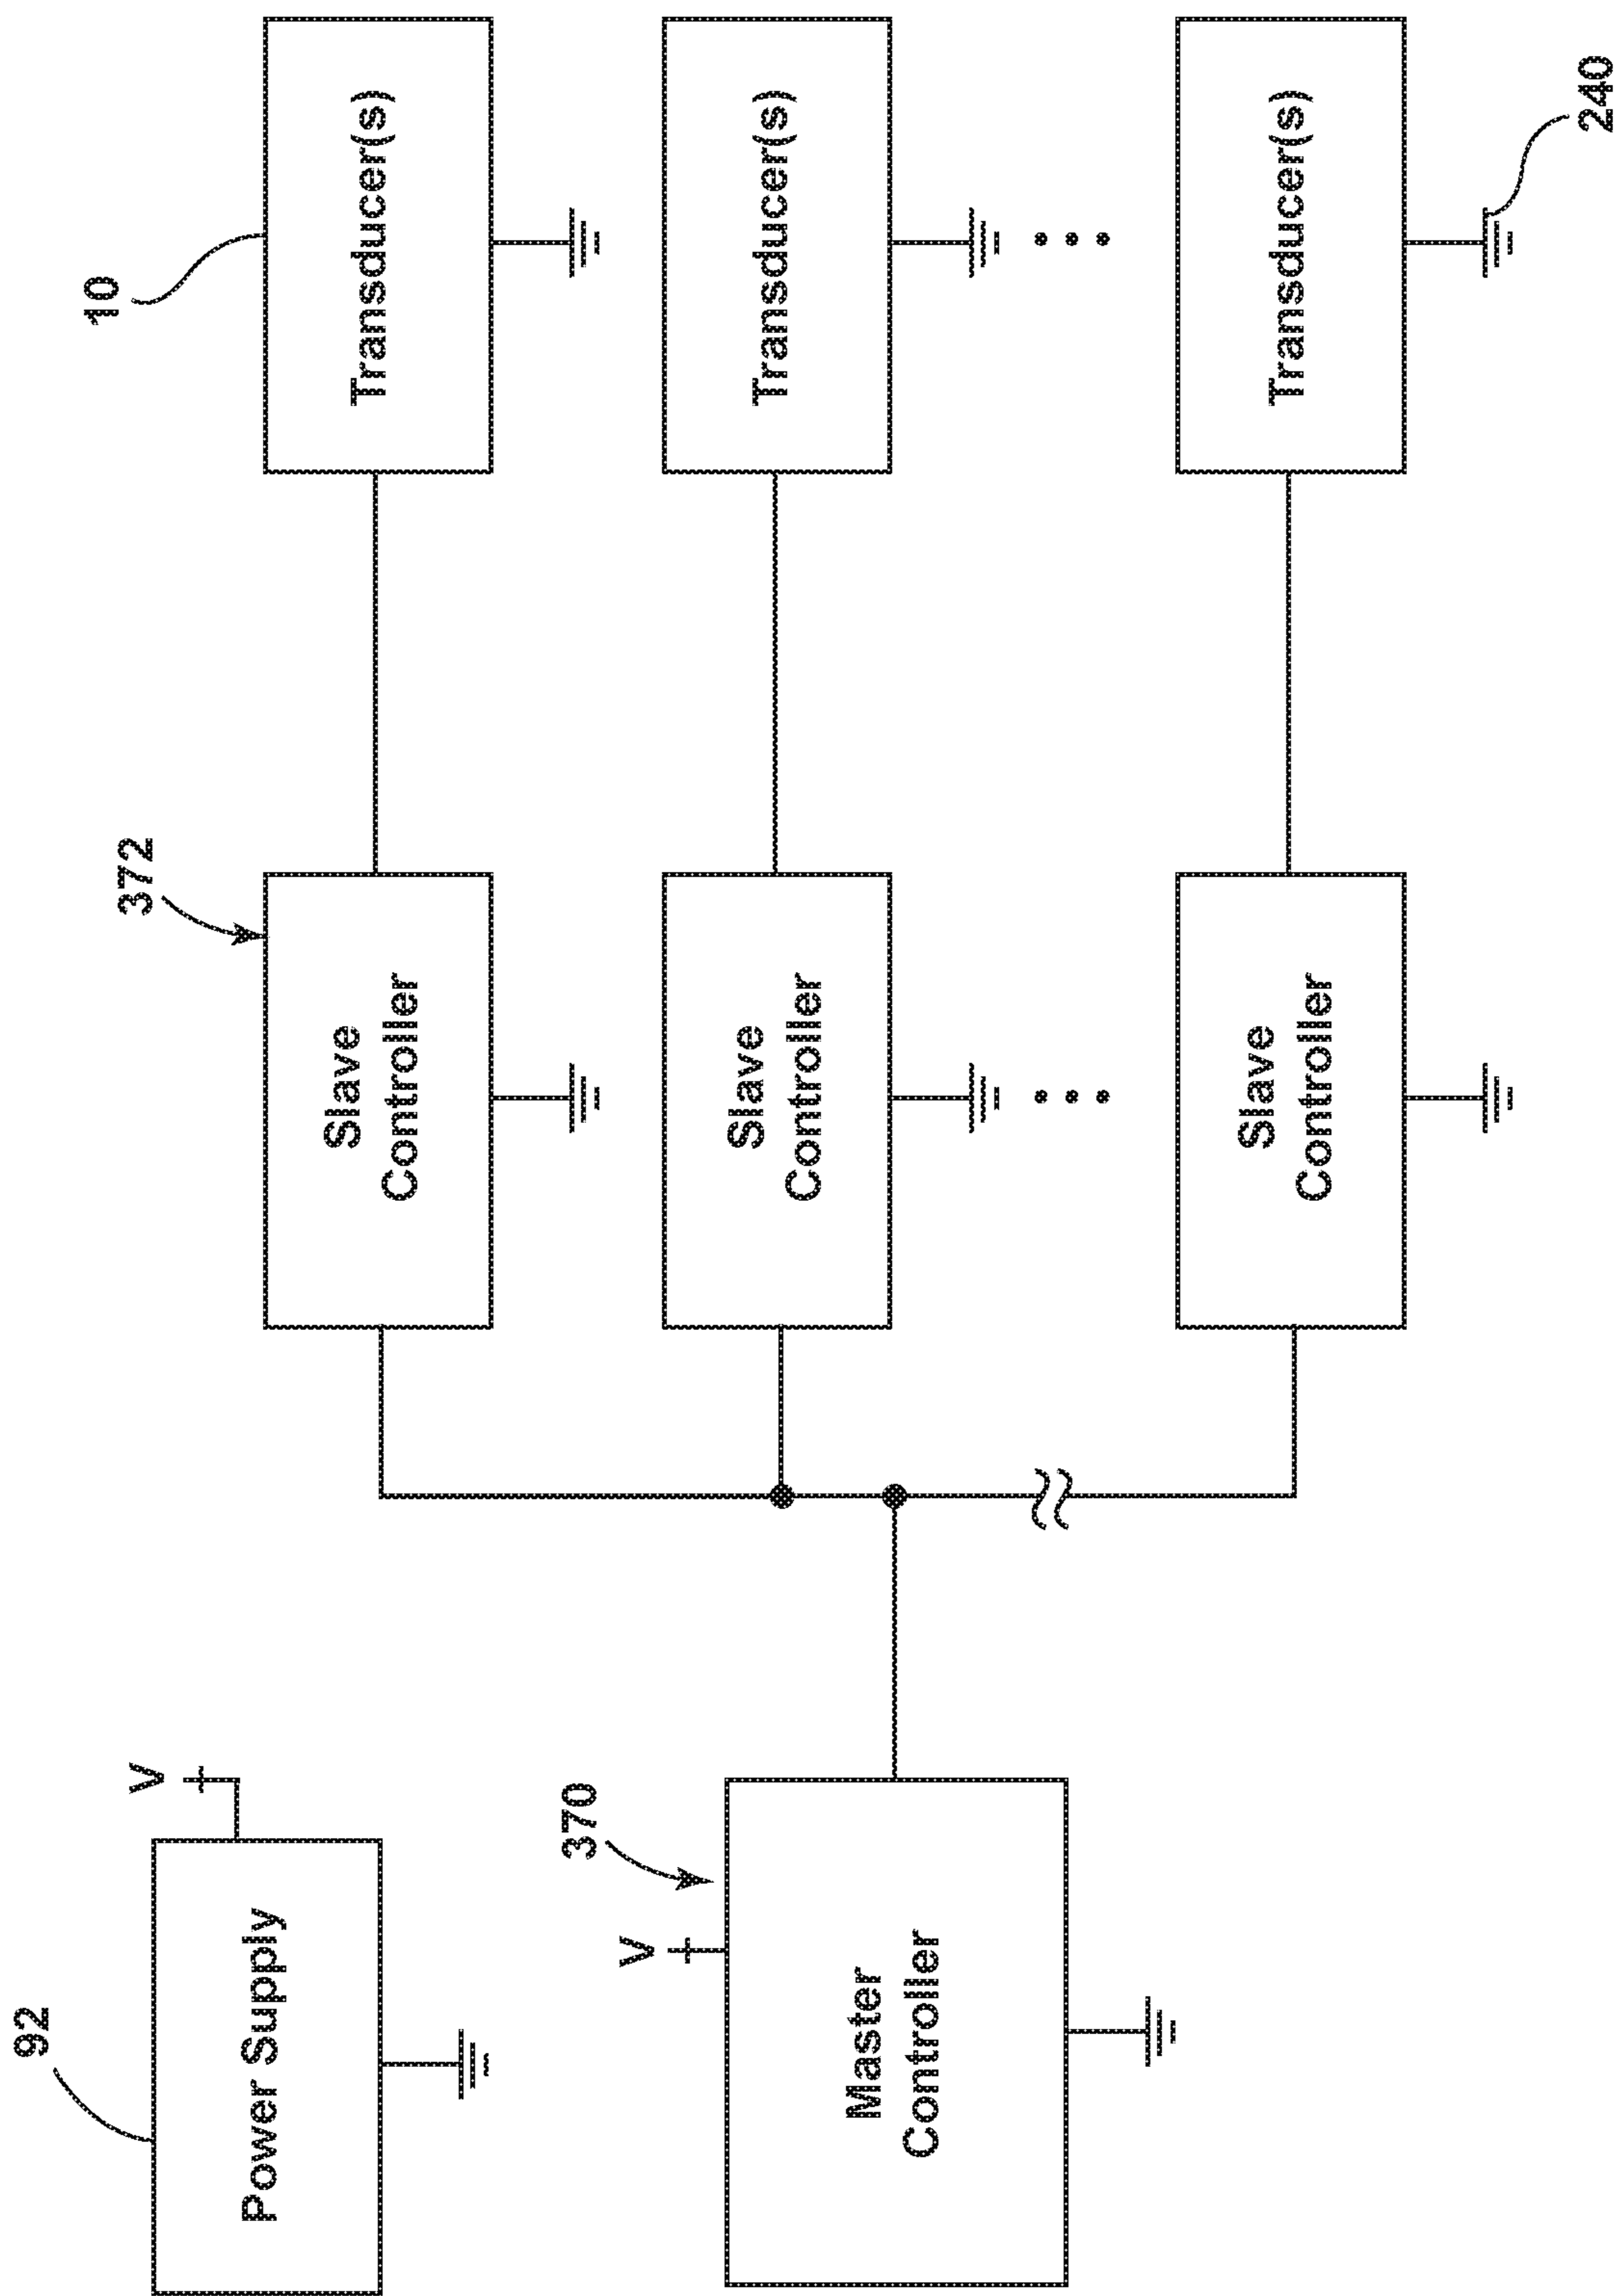 92
Power Supply
V
370
V
Master
Controller
372
Slave
Controller
Slave
Controller
Slave
Controller
10
Transducer(s)
Transducer(s)
Transducer(s)
240